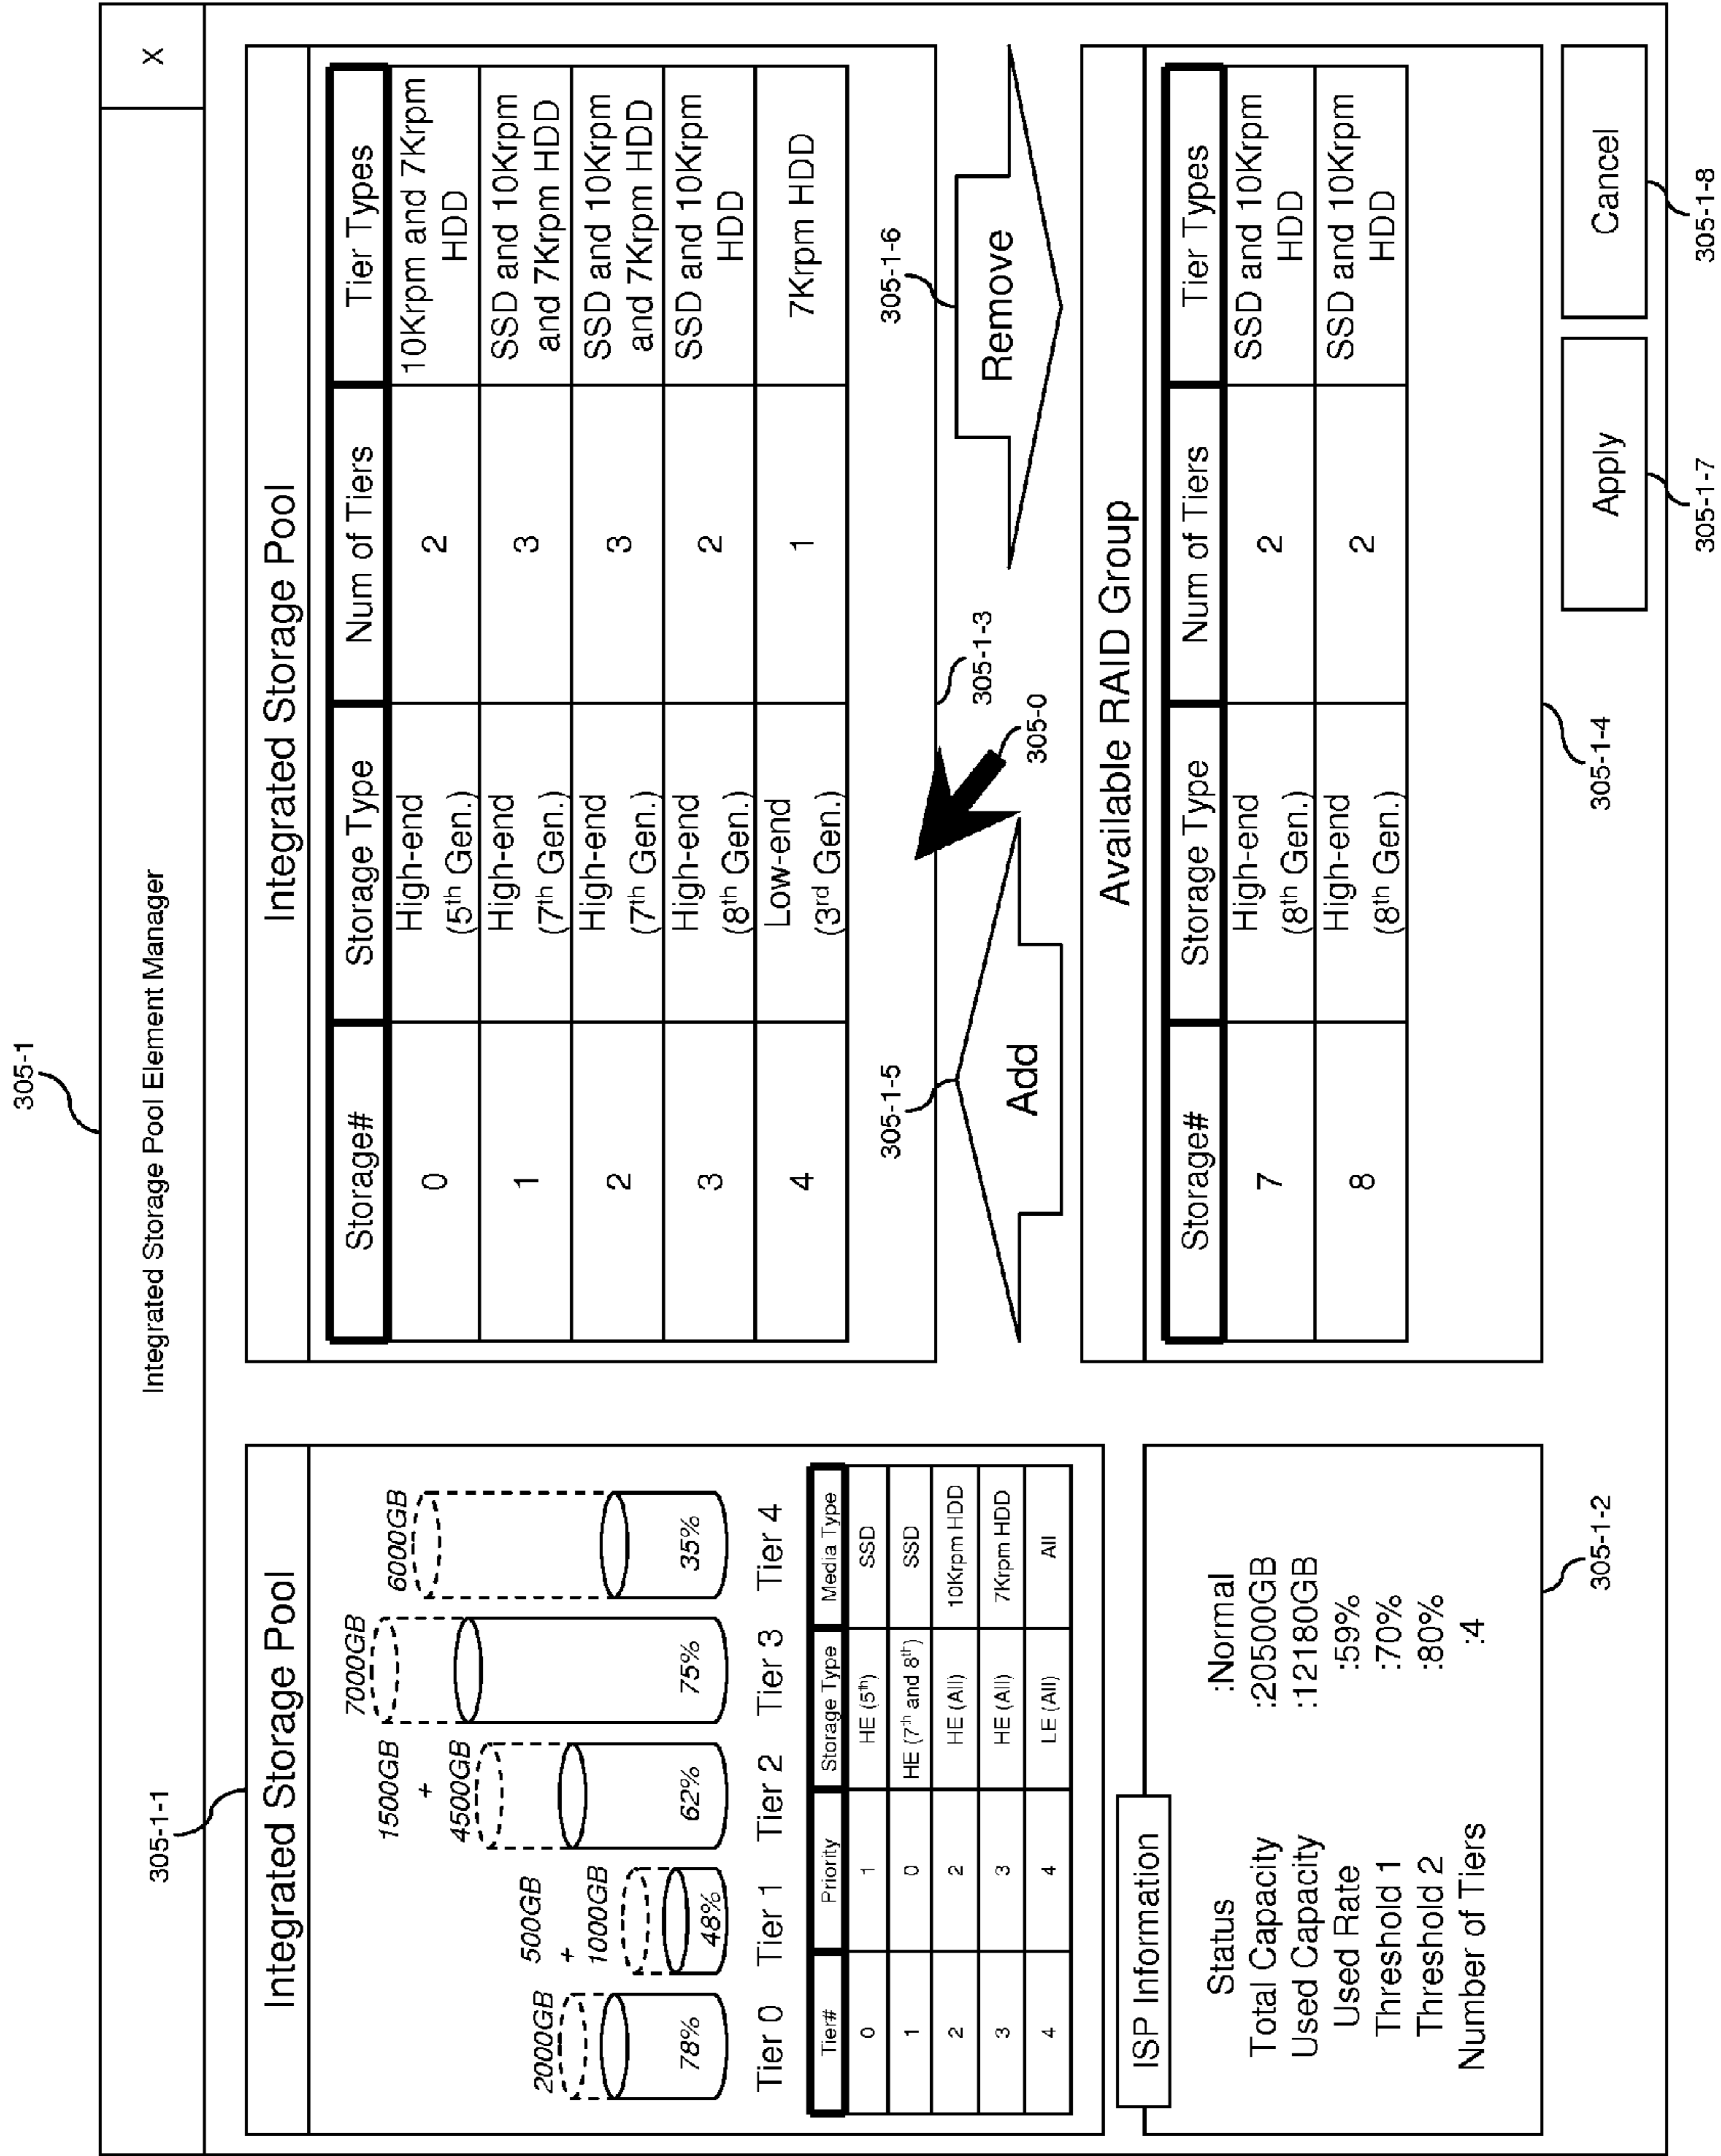 305-1
Integrated Storage Pool Element Manager
X
305-1-1
Integrated Storage Pool
2000GB
500GB
+
1000GB
1500GB
+
4500GB
7000GB
6000GB
78%
48%
62%
75%
35%
Tier 0 Tier 1 Tier 2 Tier 3 Tier 4
Tier# Priority Storage Type Media Type
0 1 HE (5th) SSD
1 0 HE (7th and 8th) SSD
2 2 HE (All) 10Krpm HDD
3 3 HE (All) 7Krpm HDD
4 4 LE (All) All
ISP Information
Status :Normal
Total Capacity :20500GB
Used Capacity :12180GB
Used Rate :59%
Threshold 1 :70%
Threshold 2 :80%
Number of Tiers :4
305-1-2
Integrated Storage Pool
Storage# Storage Type Num of Tiers Tier Types
0 High-end (5th Gen.) 2 10Krpm and 7Krpm HDD
1 High-end (7th Gen.) 3 SSD and 10Krpm and 7Krpm HDD
2 High-end (7th Gen.) 3 SSD and 10Krpm and 7Krpm HDD
3 High-end (8th Gen.) 2 SSD and 10Krpm HDD
4 Low-end (3rd Gen.) 1 7Krpm HDD
305-1-5
Add
305-0
305-1-3
305-1-6
Remove
Available RAID Group
Storage# Storage Type Num of Tiers Tier Types
7 High-end (8th Gen.) 2 SSD and 10Krpm HDD
8 High-end (8th Gen.) 2 SSD and 10Krpm HDD
305-1-4
Apply
Cancel
305-1-7
305-1-8